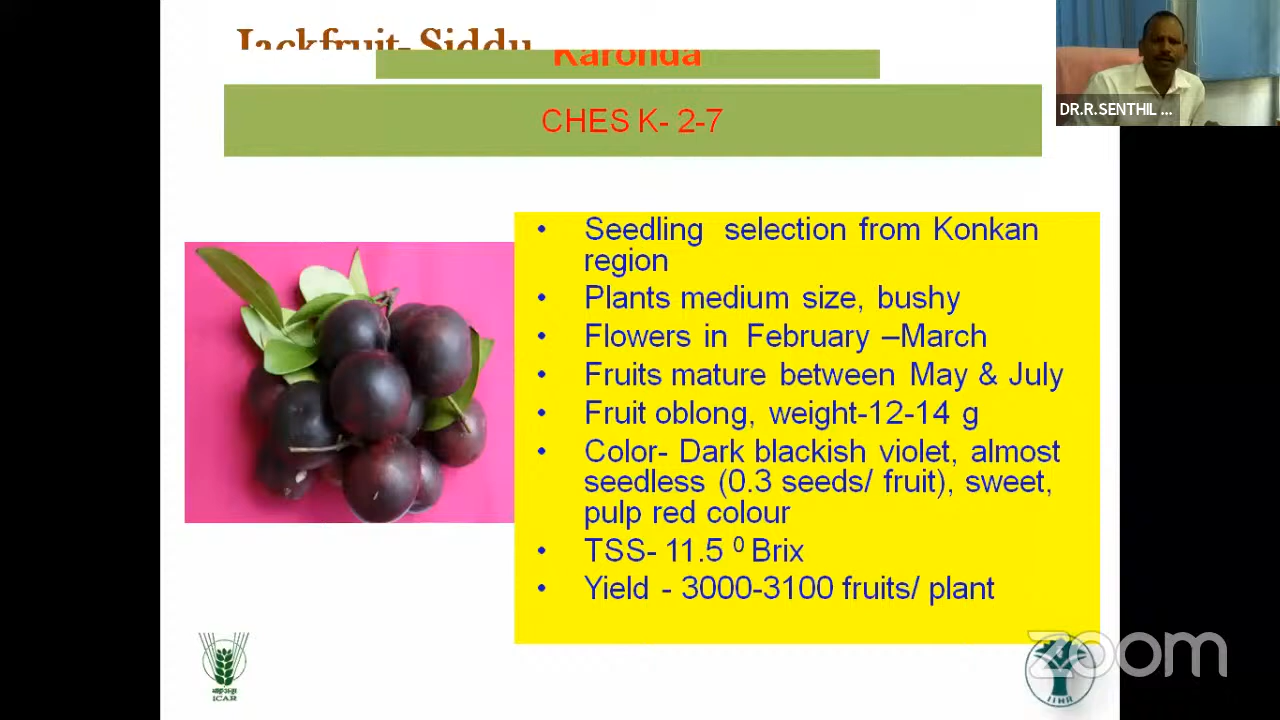 Jackfruit- Siddu
Karonda
DR.R.SENTHIL ...
CHES K- 2-7
• Seedling selection from Konkan
region
• Plants medium size, bushy
• Flowers in February –March
• Fruits mature between May & July
• Fruit oblong, weight-12-14 g
• Color- Dark blackish violet, almost
seedless (0.3 seeds/ fruit), sweet,
pulp red colour
• TSS- 11.5 ⁰ Brix
• Yield - 3000-3100 fruits/ plant
ICAR
IIHR
zoom